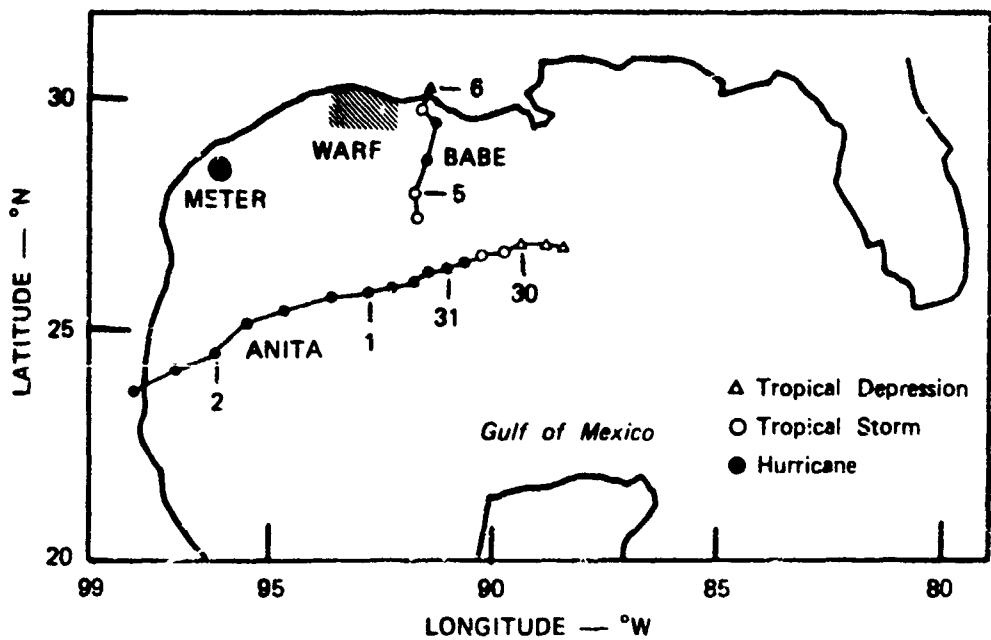 30
25
20
LATITUDE — °N
WARF
METER
BABE
6
5
30
31
1
ANITA
2
Gulf of Mexico
△ Tropical Depression
○ Tropical Storm
● Hurricane
99 95 90 85 80
LONGITUDE — °W